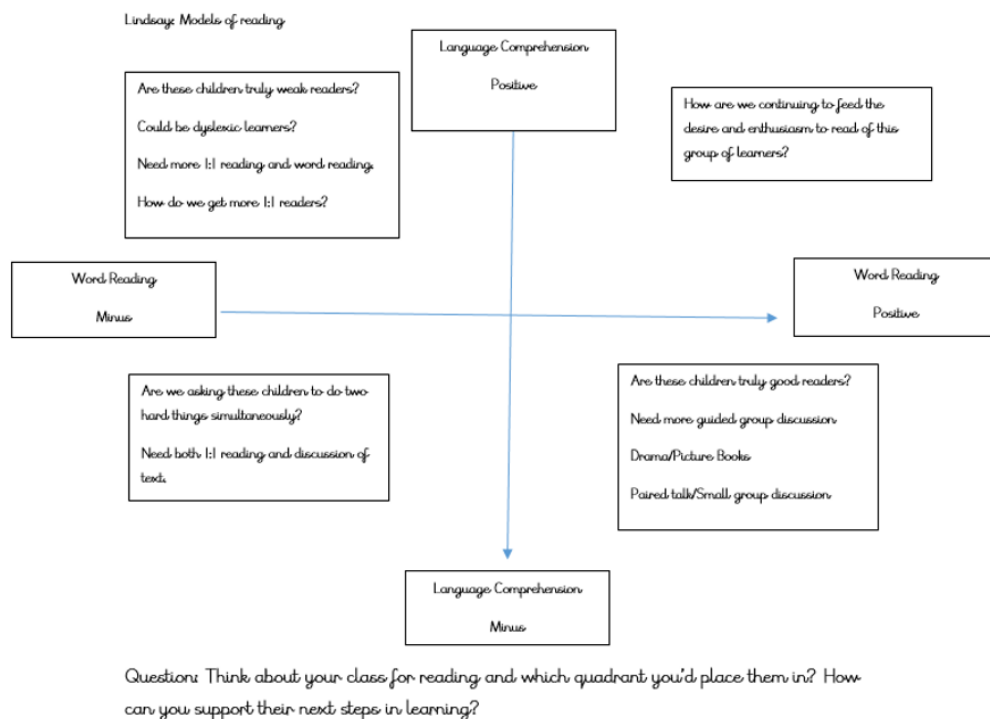 Lindsay: Models of reading
Language Comprehension
Positive
Are these children truly weak readers?
Could be dyslexic learners?
Need more 1:1 reading and word reading.
How do we get more 1:1 readers?
How are we continuing to feed the
desire and enthusiasm to read of this
group of learners?
Word Reading
Minus
Word Reading
Positive
Are we asking these children to do two
hard things simultaneously?
Need both 1:1 reading and discussion of
text.
Are these children truly good readers?
Need more guided group discussion
Drama/Picture Books
Paired talk/Small group discussion
Language Comprehension
Minus
Question: Think about your class for reading and which quadrant you'd place them in? How
can you support their next steps in learning?